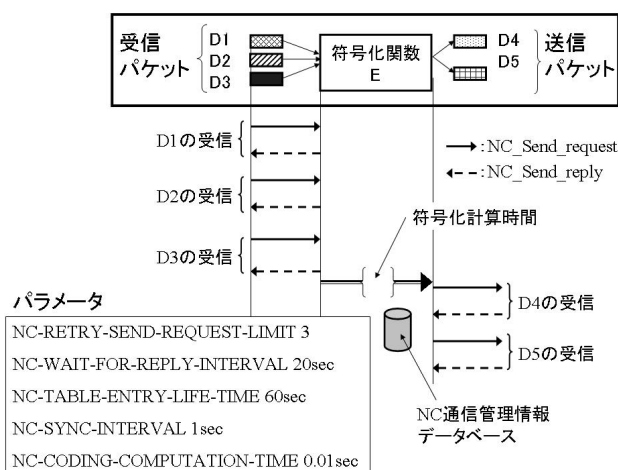 受信
パケット
D1
D2
D3
符号化関数
E
D4
D5
送信
パケット
D1の受信
D2の受信
D3の受信
:NC_Send_request
:NC_Send_reply
符号化計算時間
D4の受信
D5の受信
NC通信管理情報
データベース
パラメータ
NC-RETRY-SEND-REQUEST-LIMIT 3
NC-WAIT-FOR-REPLY-INTERVAL 20sec
NC-TABLE-ENTRY-LIFE-TIME 60sec
NC-SYNC-INTERVAL 1sec
NC-CODING-COMPUTATION-TIME 0.01sec